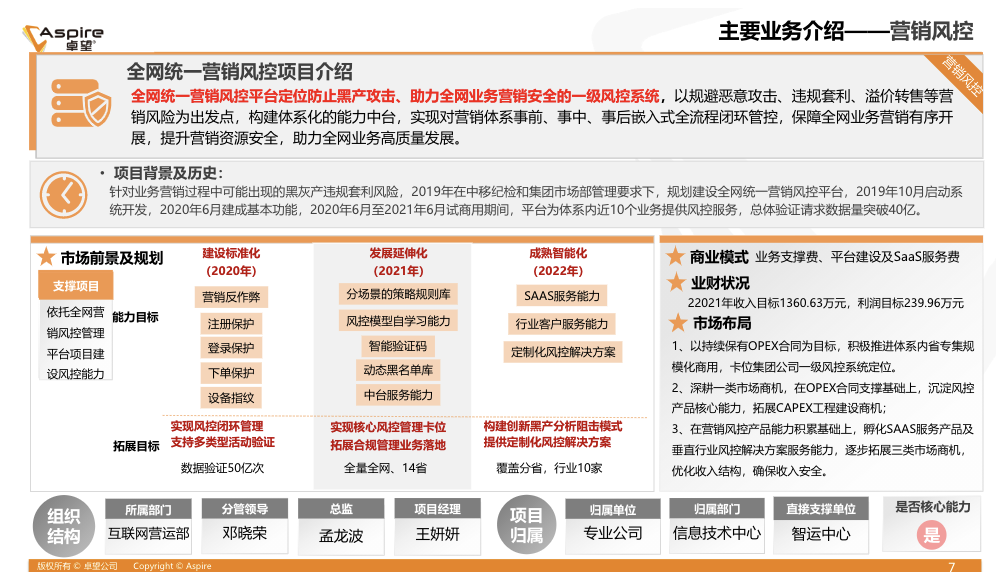 Aspire
卓望
主要业务介绍——营销风控
营销风控
全网统一营销风控项目介绍
全网统一营销风控平台定位防止黑产攻击、助力全网业务营销安全的一级风控系统，以规避恶意攻击、违规套利、溢价转售等营
销风险为出发点，构建体系化的能力中台，实现对营销体系事前、事中、事后嵌入式全流程闭环管控，保障全网业务营销有序开
展，提升营销资源安全，助力全网业务高质量发展。
• 项目背景及历史：
针对业务营销过程中可能出现的黑灰产违规套利风险，2019年在中移纪检和集团市场部管理要求下，规划建设全网统一营销风控平台，2019年10月启动系
统开发，2020年6月建成基本功能，2020年6月至2021年6月试商用期间，平台为体系内近10个业务提供风控服务，总体验证请求数据量突破40亿。
市场前景及规划
支撑项目
依托全网营
销风控管理
平台项目建
设风控能力
能力目标
拓展目标
建设标准化
（2020年）
营销反作弊
注册保护
登录保护
下单保护
设备指纹
实现风控闭环管理
支持多类型活动验证
数据验证50亿次
发展延伸化
（2021年）
分场景的策略规则库
风控模型自学习能力
智能验证码
动态黑名单库
中台服务能力
实现核心风控管理卡位
拓展合规管理业务落地
全量全网、14省
成熟智能化
（2022年）
SAAS服务能力
行业客户服务能力
定制化风控解决方案
构建创新黑产分析阻击模式
提供定制化风控解决方案
覆盖分省，行业10家
商业模式 业务支撑费、平台建设及SaaS服务费
业财状况
22021年收入目标1360.63万元，利润目标239.96万元
市场布局
1、以持续保有OPEX合同为目标，积极推进体系内省专集规
模化商用，卡位集团公司一级风控系统定位。
2、深耕一类市场商机，在OPEX合同支撑基础上，沉淀风控
产品核心能力，拓展CAPEX工程建设商机；
3、在营销风控产品能力积累基础上，孵化SAAS服务产品及
垂直行业风控解决方案服务能力，逐步拓展三类市场商机，
优化收入结构，确保收入安全。
组织
结构
所属部门
互联网营运部
分管领导
邓晓荣
总监
孟龙波
项目经理
王妍妍
项目
归属
归属单位
专业公司
归属部门
信息技术中心
直接支撑单位
智运中心
是否核心能力
是
版权所有 © 卓望公司 Copyright © Aspire
7